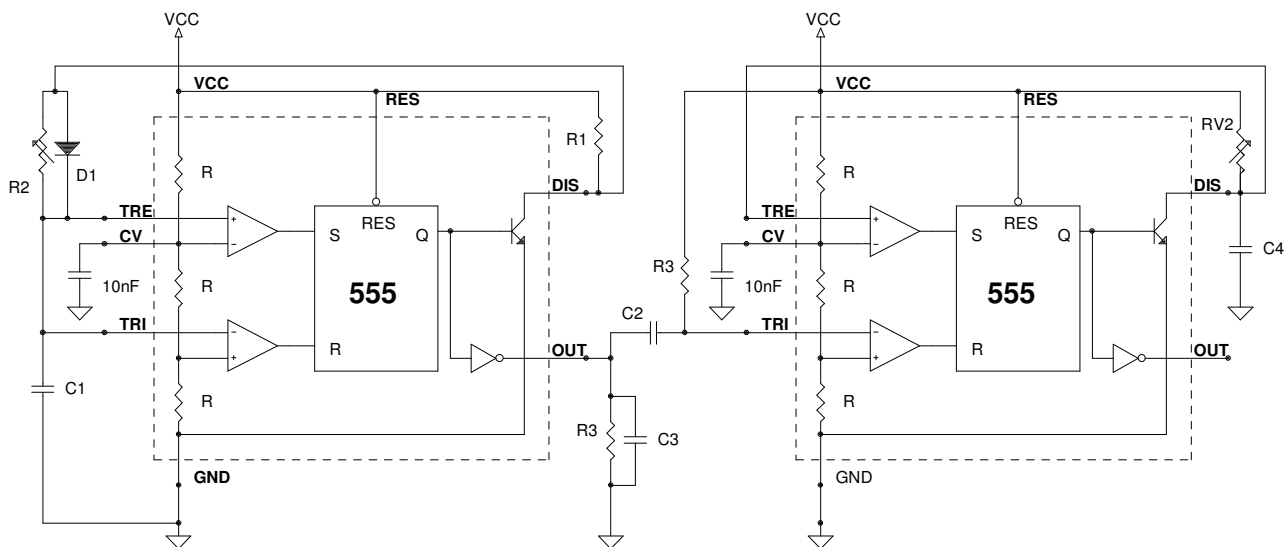 VCC
VCC
RES
R1
R2
D1
R
DIS
TRE
CV
10nF
R
TRI
S
RES
Q
555
R
C1
R
OUT
C2
R3
C3
GND
VCC
VCC
RES
RV2
R
DIS
TRE
CV
R3
10nF
R
TRI
S
RES
Q
555
R
C4
R
OUT
GND